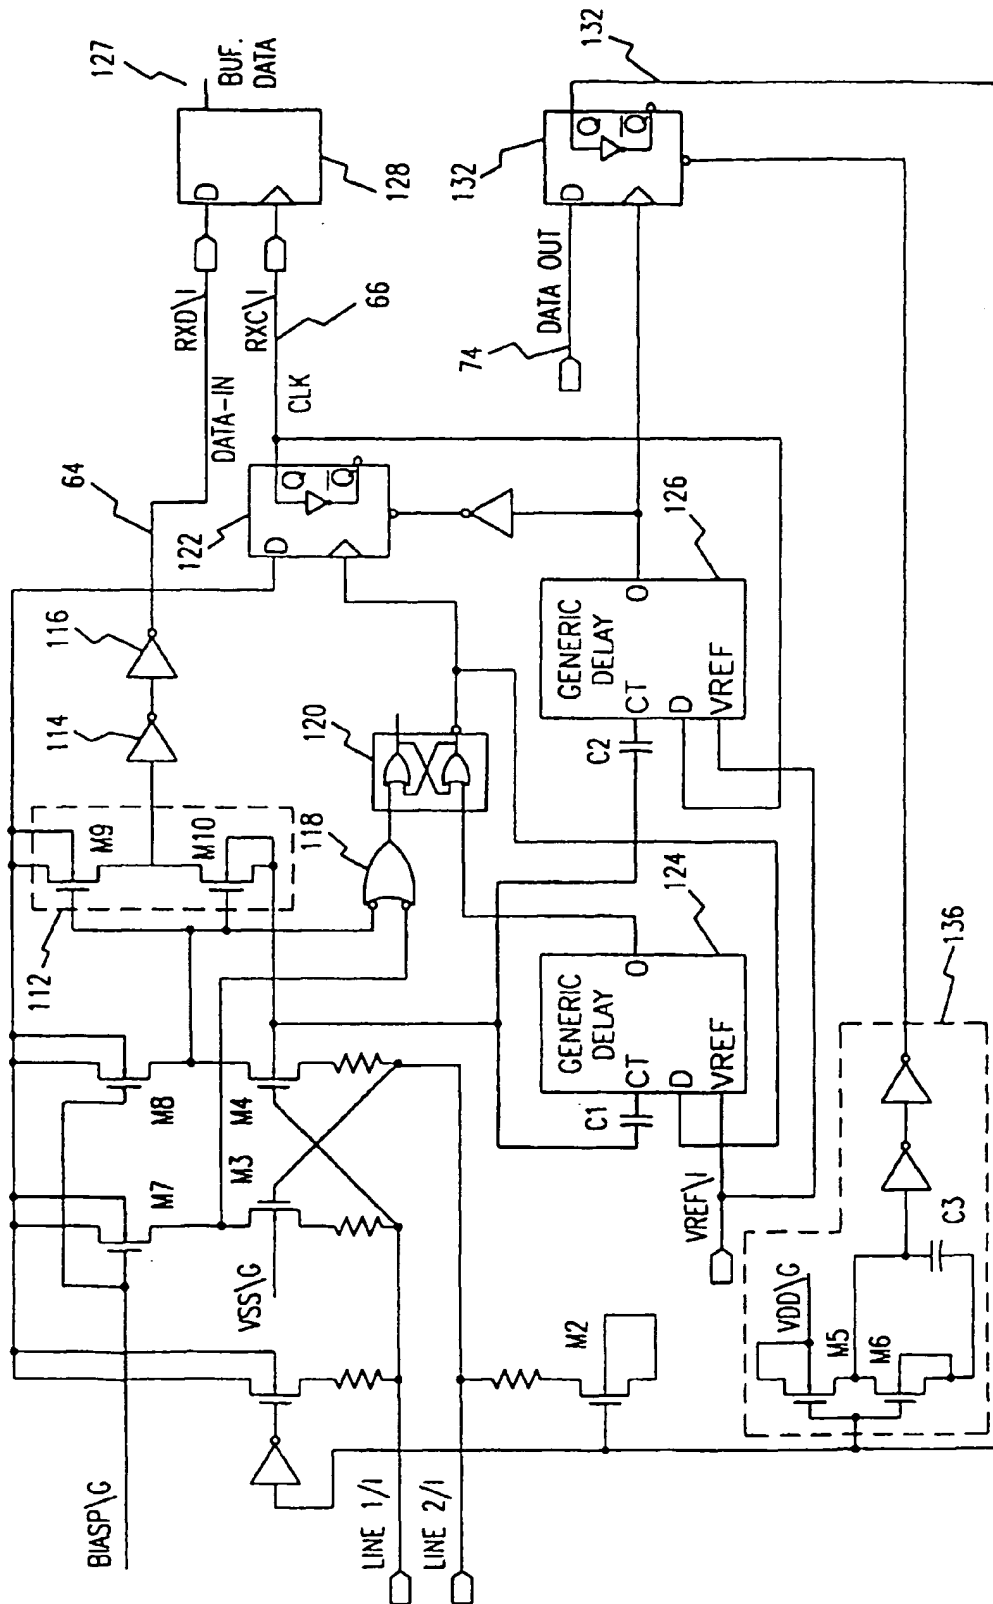 127
BUF.
DATA
D
128
RXD\I
RXC\I
66
DATA-IN
CLK
64
122
D
Q
Q
116
114
M9
M10
112
118
120
M8
M4
M7
M3
BIASP\G
VSS\G
LINE 1/I
LINE 2/I
M2
132
132
D
Q
Q
DATA OUT
74
126
GENERIC
DELAY
O
CT
D
VREF
C2
124
GENERIC
DELAY
O
CT
D
VREF
C1
VREF\I
136
VDD\G
M5
M6
C3